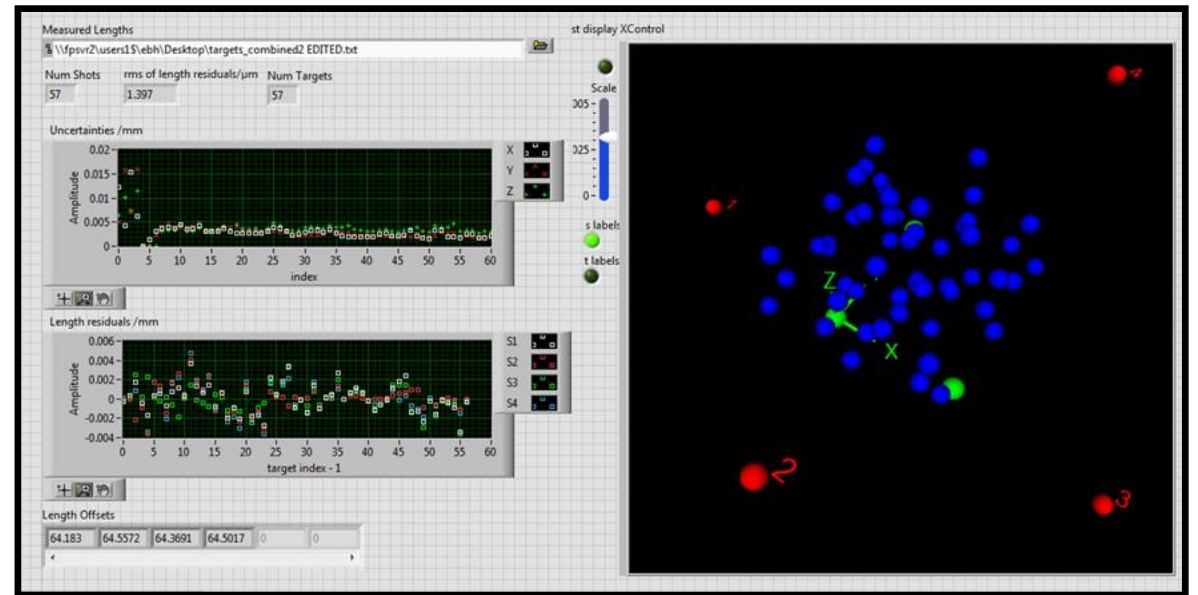 Measured Lengths
st display XControl
\\fpsvr2\users1$\ebh\Desktop\targets_combined2 EDITED.txt
Num Shots
rms of length residuals/µm
Num Targets
57
1.397
57
Scale
005
025
0
s labels
t labels
Uncertainties /mm
X
Y
Z
Amplitude
0.02
0.015
0.01
0.005
0
0 5 10 15 20 25 30 35 40 45 50 55 60
index
Length residuals /mm
S1
S2
S3
S4
Amplitude
0.006
0.004
0.002
0
-0.002
-0.004
0 5 10 15 20 25 30 35 40 45 50 55 60
target index - 1
Length Offsets
64.183 64.5572 64.3691 64.5017 0 0
4
1
Z
X
2
3